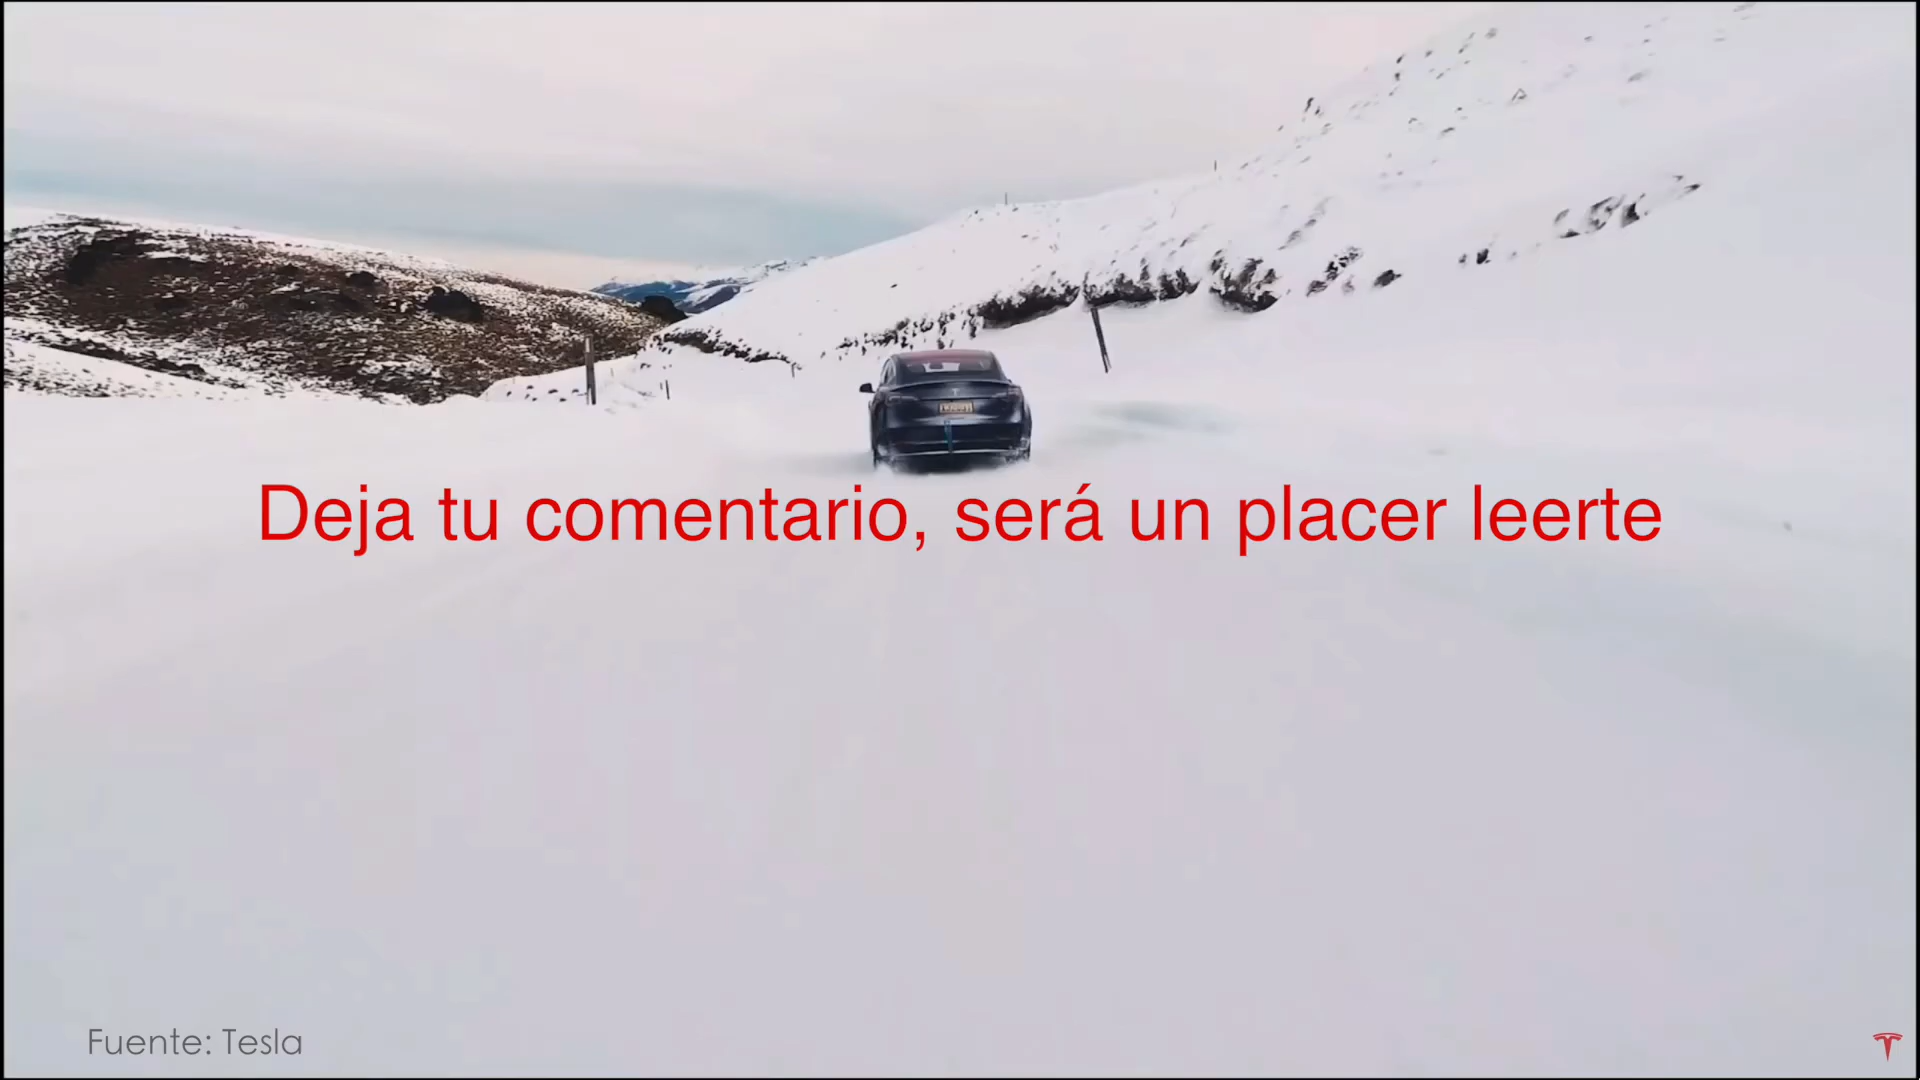 Deja tu comentario, será un placer leerte
Fuente: Tesla